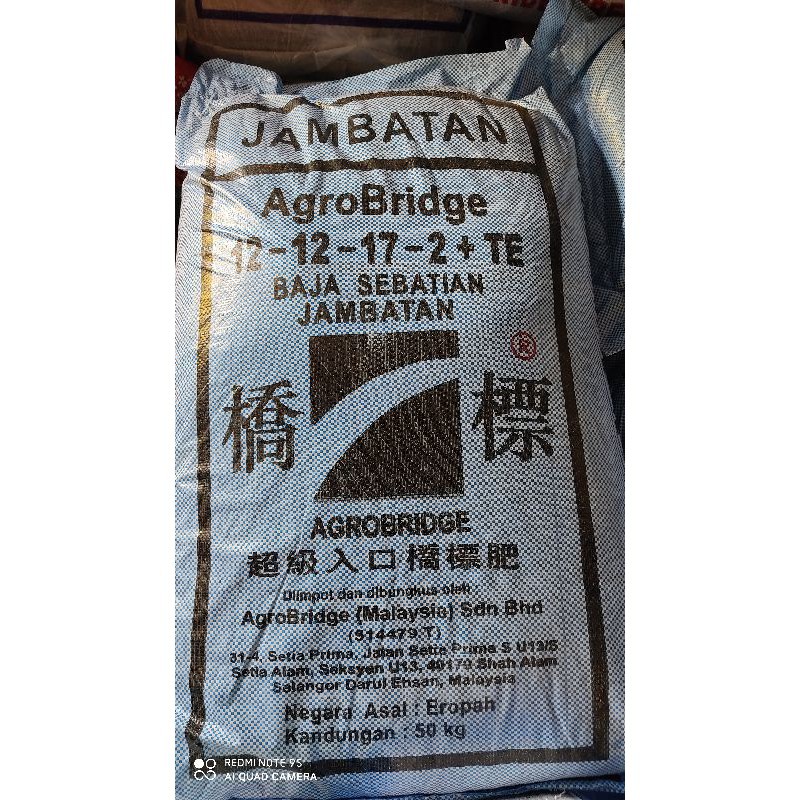 JAMBATAN
AgroBridge
12-12-17-2+TE
BAJA SEBATIAN
JAMBATAN
®
橋 標
AGROBRIDGE
超級入口橋標肥
Diimpot dan dibungkus oleh
AgroBridge (Malaysia) Sdn Bhd
(514479 T)
31-4, Setia Prima, Jalan Setia Prima S U13/S
Setia Alam, Seksyen U13, 40170 Shah Alam
Selangor Darul Ehsan, Malaysia
Negara Asal : Eropah
Kandungan : 50 kg
REDMI NOTE 9S
AI QUAD CAMERA